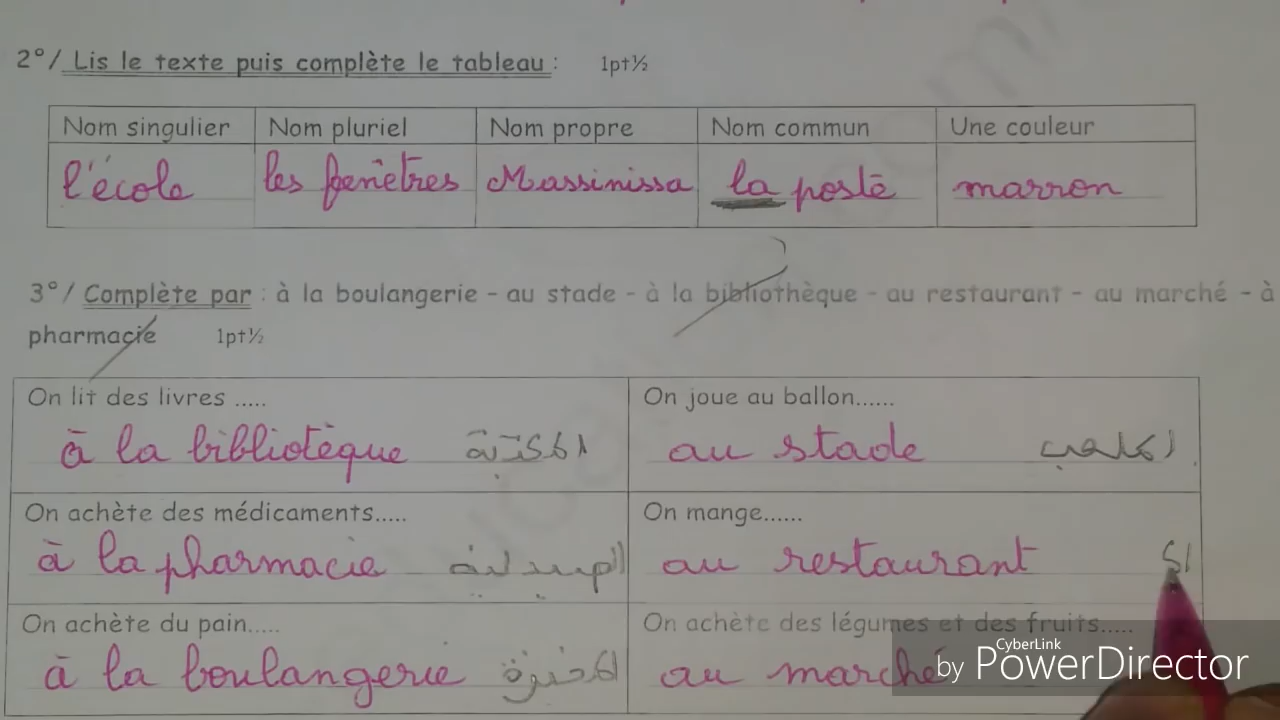 2°/ Lis le texte puis complète le tableau : 1pt½
Nom singulier Nom pluriel Nom propre Nom commun Une couleur
l'école les fenêtres Massinissa la poste marron
3°/ Complète par : à la boulangerie - au stade - à la bibliothèque - au restaurant - au marché - à
pharmacie 1pt½
On lit des livres ..... On joue au ballon......
à la bibliotèque المكتبة au stade الملعب
On achète des médicaments..... On mange......
à la pharmacie الصيدلية au restaurant
On achète du pain..... On achète des légumes et des fruits.....
à la boulangerie المخبزة au marché
CyberLink
by PowerDirector